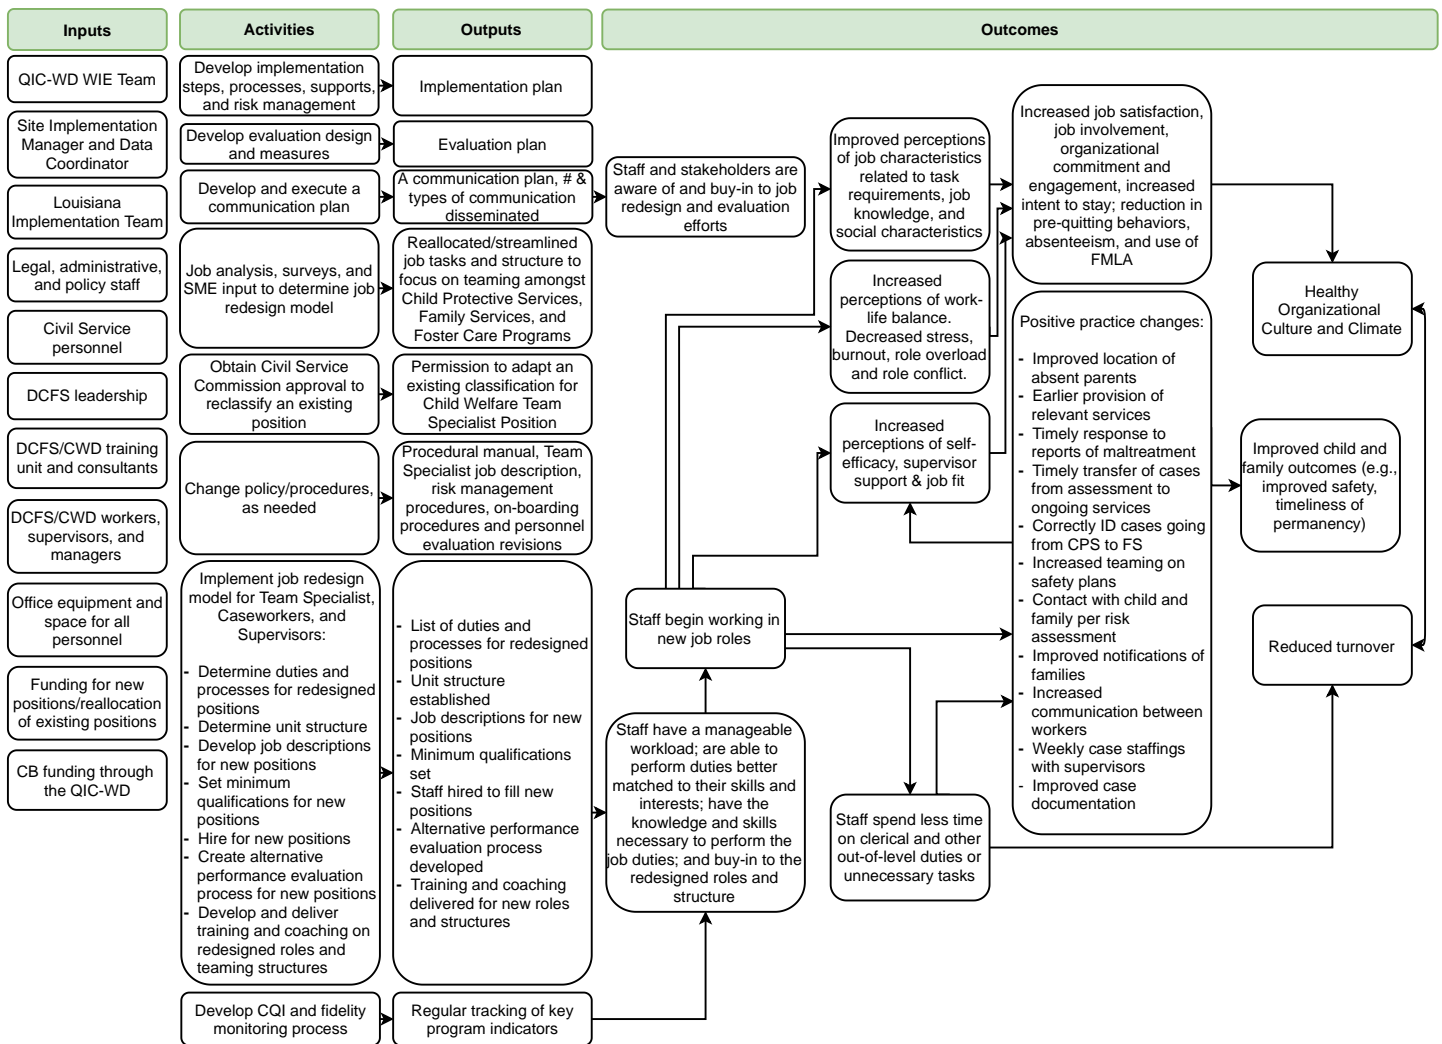 Inputs
Activities
Outputs
Outcomes
QIC-WD WIE Team
Site Implementation
Manager and Data
Coordinator
Louisiana
Implementation Team
Legal, administrative,
and policy staff
Civil Service
personnel
DCFS leadership
DCFS/CWD training
unit and consultants
DCFS/CWD workers,
supervisors, and
managers
Office equipment and
space for all
personnel
Funding for new
positions/reallocation
of existing positions
CB funding through
the QIC-WD
Develop implementation
steps, processes, supports,
and risk management
Develop evaluation design
and measures
Develop and execute a
communication plan
Job analysis, surveys, and
SME input to determine job
redesign model
Obtain Civil Service
Commission approval to
reclassify an existing
position
Change policy/procedures,
as needed
Implement job redesign
model for Team Specialist,
Caseworkers, and
Supervisors:
- Determine duties and
processes for redesigned
positions
- Determine unit structure
- Develop job descriptions
for new positions
- Set minimum
qualifications for new
positions
- Hire for new positions
- Create alternative
performance evaluation
process for new positions
- Develop and deliver
training and coaching on
redesigned roles and
teaming structures
Develop CQI and fidelity
monitoring process
Implementation plan
Evaluation plan
A communication plan, # &
types of communication
disseminated
Reallocated/streamlined
job tasks and structure to
focus on teaming amongst
Child Protective Services,
Family Services, and
Foster Care Programs
Permission to adapt an
existing classification for
Child Welfare Team
Specialist Position
Procedural manual, Team
Specialist job description,
risk management
procedures, on-boarding
procedures and personnel
evaluation revisions
- List of duties and
processes for redesigned
positions
- Unit structure
established
- Job descriptions for new
positions
- Minimum qualifications
set
- Staff hired to fill new
positions
- Alternative performance
evaluation process
developed
- Training and coaching
delivered for new roles
and structures
Regular tracking of key
program indicators
Staff and stakeholders are
aware of and buy-in to job
redesign and evaluation
efforts
Staff begin working in
new job roles
Staff have a manageable
workload; are able to
perform duties better
matched to their skills and
interests; have the
knowledge and skills
necessary to perform the
job duties; and buy-in to the
redesigned roles and
structure
Improved perceptions
of job characteristics
related to task
requirements, job
knowledge, and
social characteristics
Increased
perceptions of work-
life balance.
Decreased stress,
burnout, role overload
and role conflict.
Increased
perceptions of self-
efficacy, supervisor
support & job fit
Staff spend less time
on clerical and other
out-of-level duties or
unnecessary tasks
Increased job satisfaction,
job involvement,
organizational
commitment and
engagement, increased
intent to stay; reduction in
pre-quitting behaviors,
absenteeism, and use of
FMLA
Positive practice changes:
- Improved location of
absent parents
- Earlier provision of
relevant services
- Timely response to
reports of maltreatment
- Timely transfer of cases
from assessment to
ongoing services
- Correctly ID cases going
from CPS to FS
- Increased teaming on
safety plans
- Contact with child and
family per risk
assessment
- Improved notifications of
families
- Increased
communication between
workers
- Weekly case staffings
with supervisors
- Improved case
documentation
Healthy
Organizational
Culture and Climate
Improved child and
family outcomes (e.g.,
improved safety,
timeliness of
permanency)
Reduced turnover